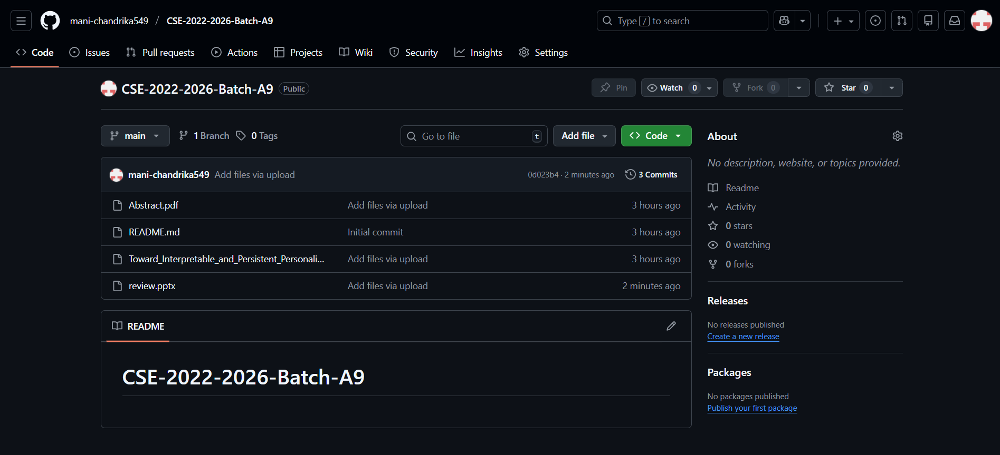 mani-chandrika549 / CSE-2022-2026-Batch-A9
Type / to search
Code Issues Pull requests Actions Projects Wiki Security Insights Settings
CSE-2022-2026-Batch-A9 Public
Pin Watch 0 Fork 0 Star 0
main 1 Branch 0 Tags
Go to file t Add file Code
mani-chandrika549 Add files via upload 0d023b4 · 2 minutes ago 3 Commits
Abstract.pdf Add files via upload 3 hours ago
README.md Initial commit 3 hours ago
Toward_Interpretable_and_Persistent_Personali... Add files via upload 3 hours ago
review.pptx Add files via upload 2 minutes ago
README
CSE-2022-2026-Batch-A9
About
No description, website, or topics provided.
Readme
Activity
0 stars
0 watching
0 forks
Releases
No releases published
Create a new release
Packages
No packages published
Publish your first package